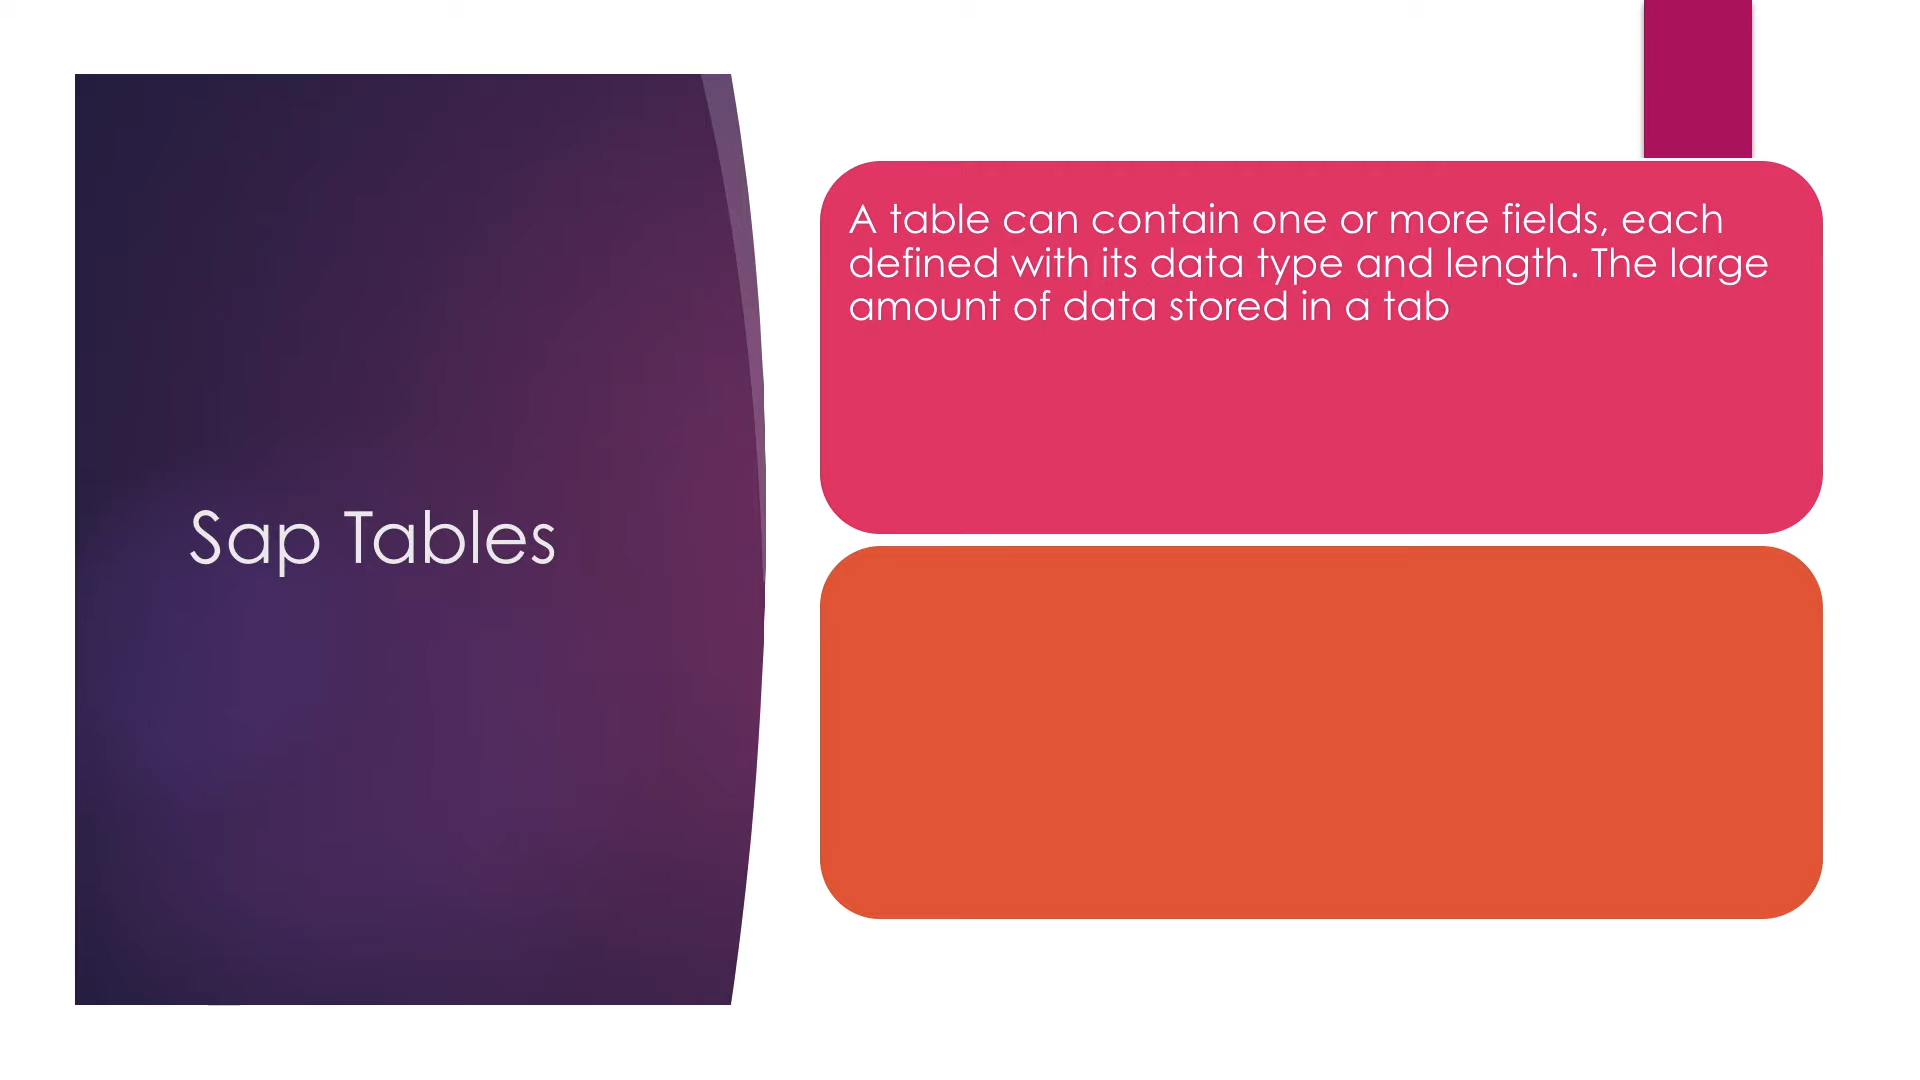 Sap Tables
A table can contain one or more fields, each
defined with its data type and length. The large
amount of data stored in a tab